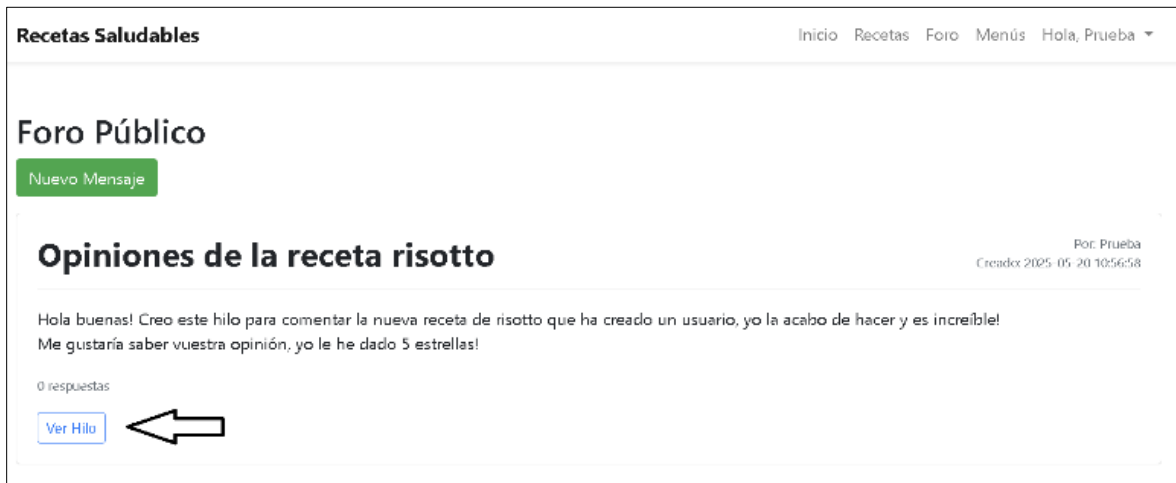 Recetas Saludables
Inicio Recetas Foro Menús Hola, Prueba
Foro Público
Nuevo Mensaje
Opiniones de la receta risotto
Por: Prueba
Creado: 2025-05-20 10:56:58
Hola buenas! Creo este hilo para comentar la nueva receta de risotto que ha creado un usuario, yo la acabo de hacer y es increíble!
Me gustaría saber vuestra opinión, yo le he dado 5 estrellas!
0 respuestas
Ver Hilo